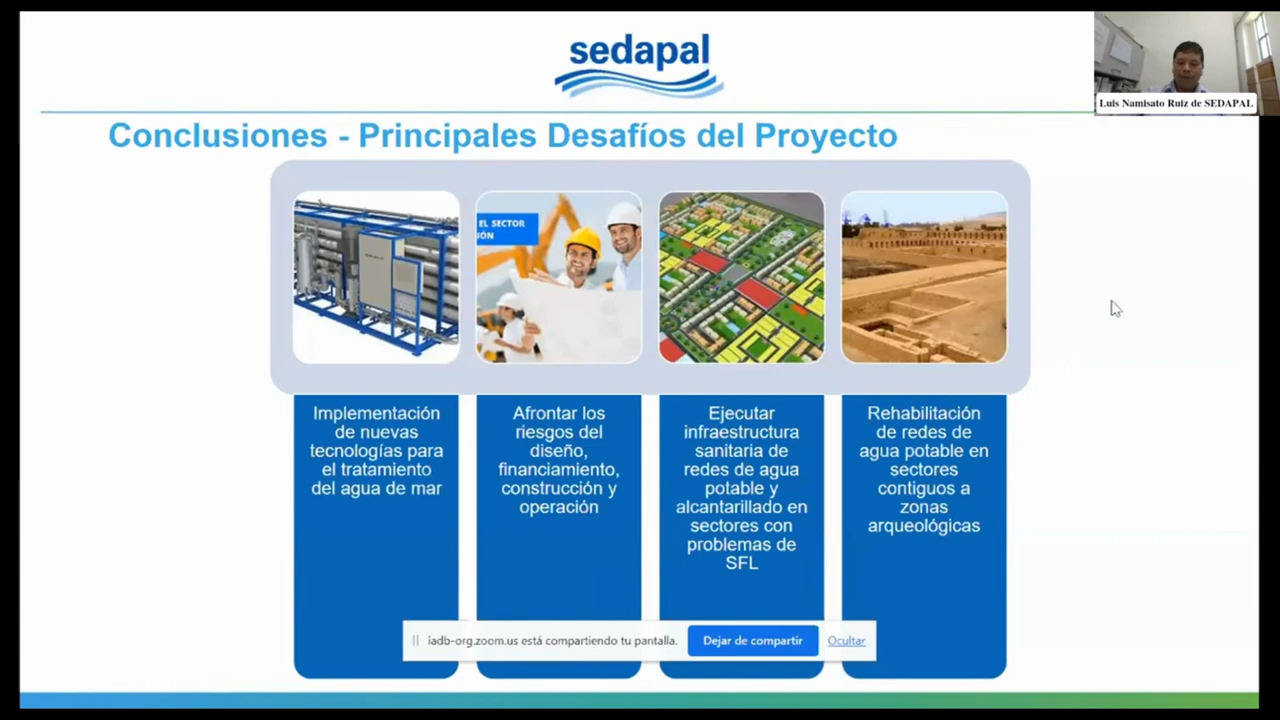 sedapal
Luis Namisato Ruiz de SEDAPAL
Conclusiones - Principales Desafíos del Proyecto
EL SECTOR
IÓN
Implementación
de nuevas
tecnologías para
el tratamiento
del agua de mar
Afrontar los
riesgos del
diseño,
financiamiento,
construcción y
operación
Ejecutar
infraestructura
sanitaria de
redes de agua
potable y
alcantarillado en
sectores con
problemas de
SFL
Rehabilitación
de redes de
agua potable en
sectores
contiguos a
zonas
arqueológicas
iadb-org.zoom.us está compartiendo tu pantalla.
Dejar de compartir
Ocultar